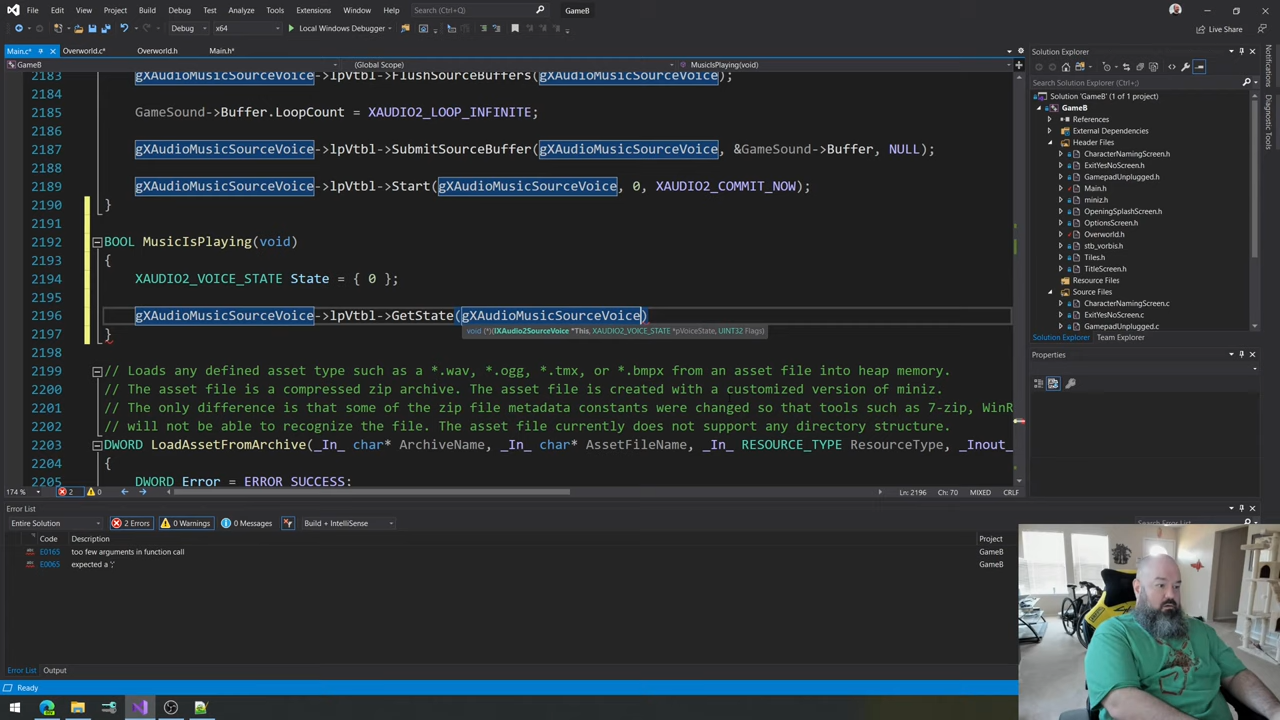 File Edit View Git Project Build Debug Test Analyze Tools Extensions Window Help Search (Ctrl+Q) GameB
Debug x64 Local Windows Debugger Live Share
Main.c* Overworld.c* Overworld.h Main.h*
GameB (Global Scope) MusicIsPlaying(void)
2183 gXAudioMusicSourceVoice->lpVtbl->FlushSourceBuffers(gXAudioMusicSourceVoice);
2184
2185 GameSound->Buffer.LoopCount = XAUDIO2_LOOP_INFINITE;
2186
2187 gXAudioMusicSourceVoice->lpVtbl->SubmitSourceBuffer(gXAudioMusicSourceVoice, &GameSound->Buffer, NULL);
2188
2189 gXAudioMusicSourceVoice->lpVtbl->Start(gXAudioMusicSourceVoice, 0, XAUDIO2_COMMIT_NOW);
2190 }
2191
2192 BOOL MusicIsPlaying(void)
2193 {
2194 XAUDIO2_VOICE_STATE State = { 0 };
2195
2196 gXAudioMusicSourceVoice->lpVtbl->GetState(gXAudioMusicSourceVoice)
void (*)(IXAudio2SourceVoice *This, XAUDIO2_VOICE_STATE *pVoiceState, UINT32 Flags)
2197 }
2198
2199 // Loads any defined asset type such as a *.wav, *.ogg, *.tmx, or *.bmpx from an asset file into heap memory.
2200 // The asset file is a compressed zip archive. The asset file is created with a customized version of miniz.
2201 // The only difference is that some of the zip file metadata constants were changed so that tools such as 7-zip, WinR
2202 // will not be able to recognize the file. The asset file currently does not support any directory structure.
2203 DWORD LoadAssetFromArchive(_In_ char* ArchiveName, _In_ char* AssetFileName, _In_ RESOURCE_TYPE ResourceType, _Inout_
2204 {
2205 DWORD Error = ERROR_SUCCESS;
174 % 2 0 Ln: 2196 Ch: 70 MIXED CRLF
Error List
Entire Solution 2 Errors 0 Warnings 0 Messages Build + IntelliSense Search Error List
Code Description Project
E0165 too few arguments in function call GameB
E0065 expected a ';' GameB
Error List Output
Ready
Solution Explorer
Search Solution Explorer (Ctrl+;)
Solution 'GameB' (1 of 1 project)
GameB
References
External Dependencies
Header Files
CharacterNamingScreen.h
ExitYesNoScreen.h
GamepadUnplugged.h
Main.h
miniz.h
OpeningSplashScreen.h
OptionsScreen.h
Overworld.h
stb_vorbis.h
Tiles.h
TitleScreen.h
Resource Files
Source Files
CharacterNamingScreen.c
ExitYesNoScreen.c
GamepadUnplugged.c
Solution Explorer Team Explorer
Properties
Notifications
Diagnostic Tools